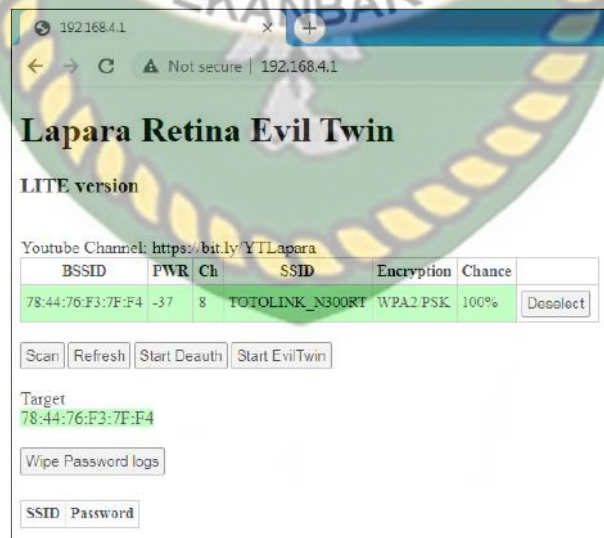 EKANBAR
192.168.4.1
Not secure | 192.168.4.1
Lapara Retina Evil Twin
LITE version
Youtube Channel: https://bit.ly/YTLapara
BSSID PWR Ch SSID Encryption Chance
78:44:76:F3:7F:F4 -37 8 TOTOLINK_N300RT WPA2/PSK 100% Deselect
Scan Refresh Start Deauth Start EvilTwin
Target
78:44:76:F3:7F:F4
Wipe Password logs
SSID Password